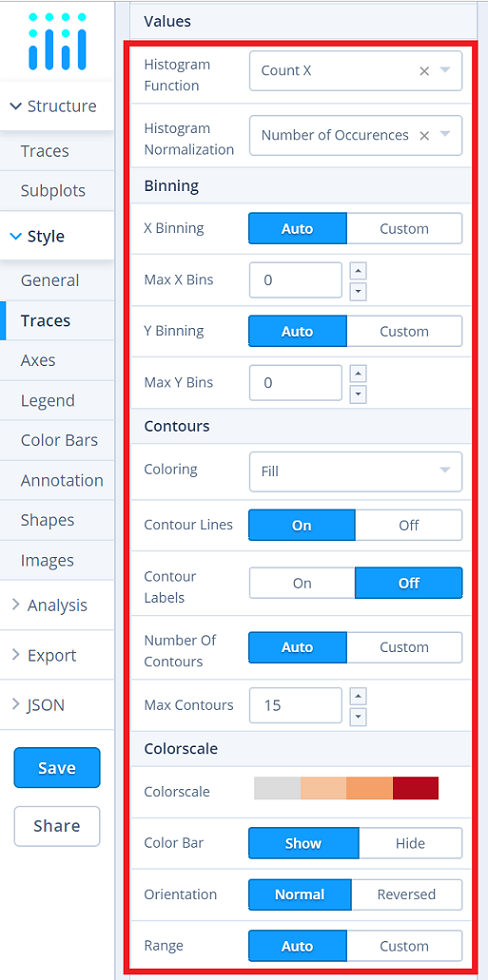 Structure
Traces
Subplots
Style
General
Traces
Axes
Legend
Color Bars
Annotation
Shapes
Images
Analysis
Export
JSON
Save
Share
Values
Histogram
Function
Count X
Histogram
Normalization
Number of Occurences
Binning
X Binning
Auto
Custom
Max X Bins
0
Y Binning
Auto
Custom
Max Y Bins
0
Contours
Coloring
Fill
Contour Lines
On
Off
Contour
Labels
On
Off
Number Of
Contours
Auto
Custom
Max Contours
15
Colorscale
Colorscale
Color Bar
Show
Hide
Orientation
Normal
Reversed
Range
Auto
Custom